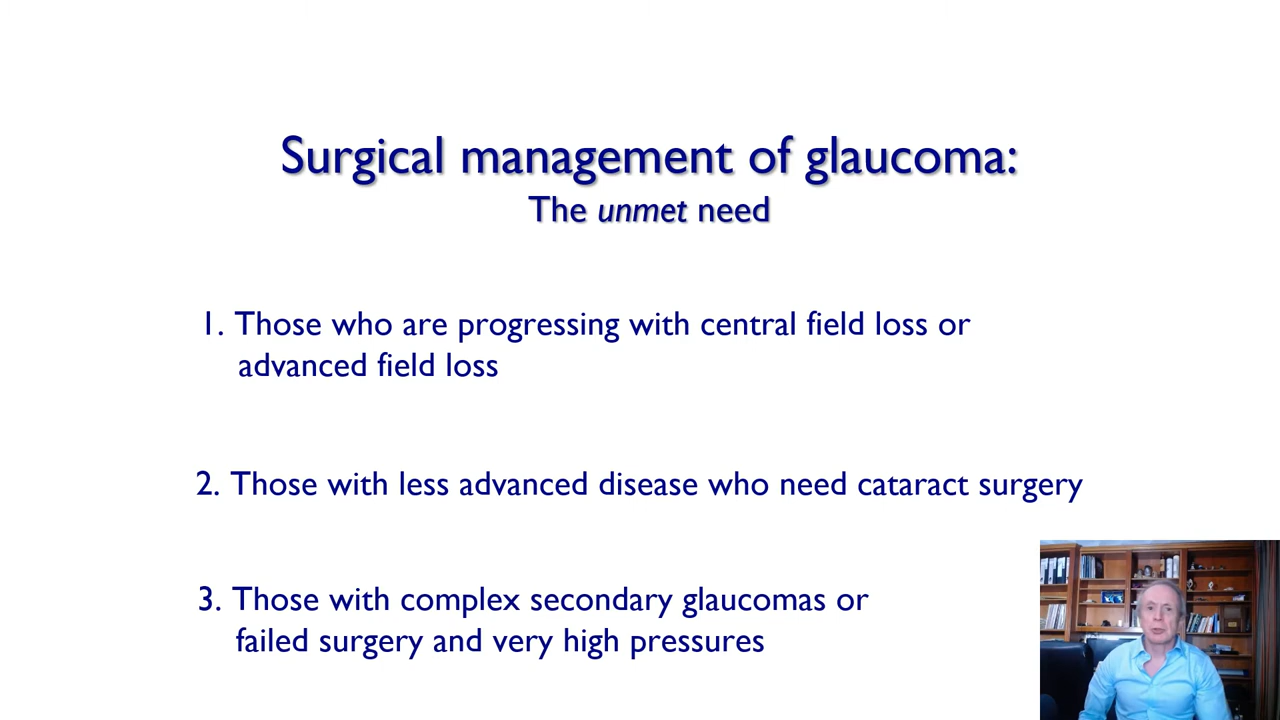 Surgical management of glaucoma:
The unmet need
1. Those who are progressing with central field loss or
advanced field loss
2. Those with less advanced disease who need cataract surgery
3. Those with complex secondary glaucomas or
failed surgery and very high pressures